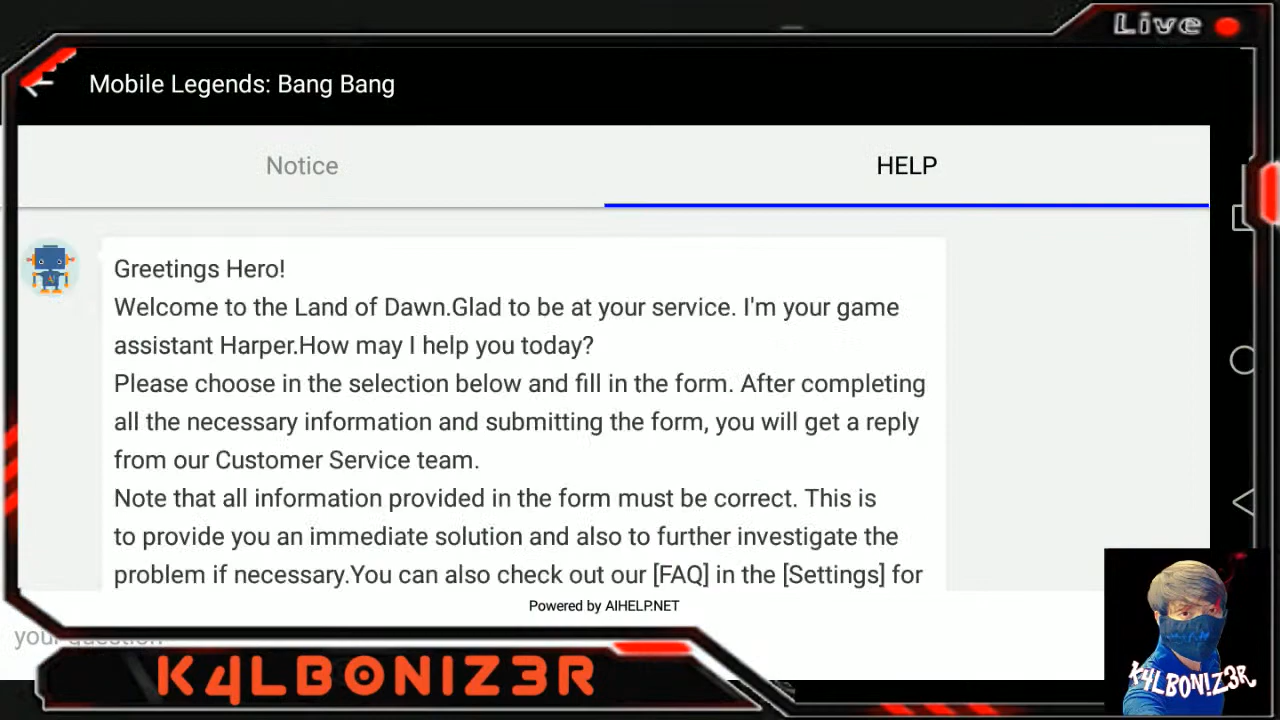 Live
Mobile Legends: Bang Bang
Notice
HELP
Greetings Hero!
Welcome to the Land of Dawn.Glad to be at your service. I'm your game
assistant Harper.How may I help you today?
Please choose in the selection below and fill in the form. After completing
all the necessary information and submitting the form, you will get a reply
from our Customer Service team.
Note that all information provided in the form must be correct. This is
to provide you an immediate solution and also to further investigate the
problem if necessary.You can also check out our [FAQ] in the [Settings] for
Powered by AIHELP.NET
your question
K4LBONIZ3R
K4LBON!Z3R